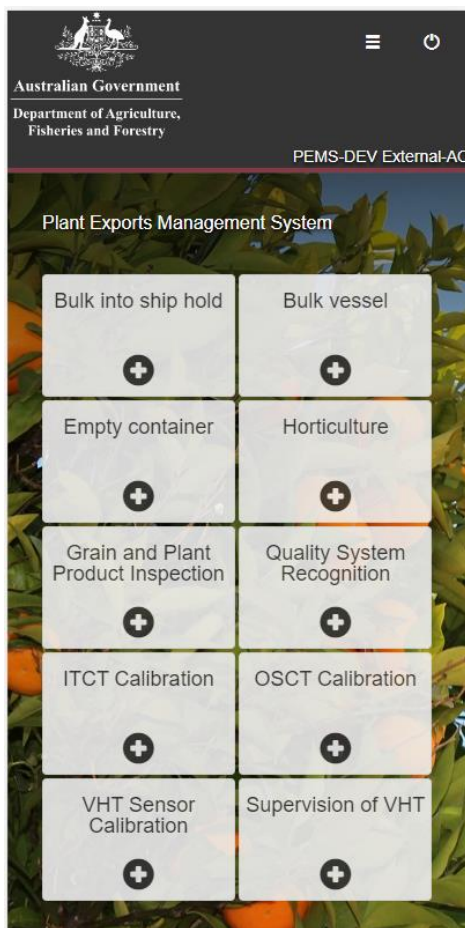 Australian Government
Department of Agriculture,
Fisheries and Forestry
PEMS-DEV External-AO
Plant Exports Management System
Bulk into ship hold
Bulk vessel
Empty container
Horticulture
Grain and Plant
Product Inspection
Quality System
Recognition
ITCT Calibration
OSCT Calibration
VHT Sensor
Calibration
Supervision of VHT